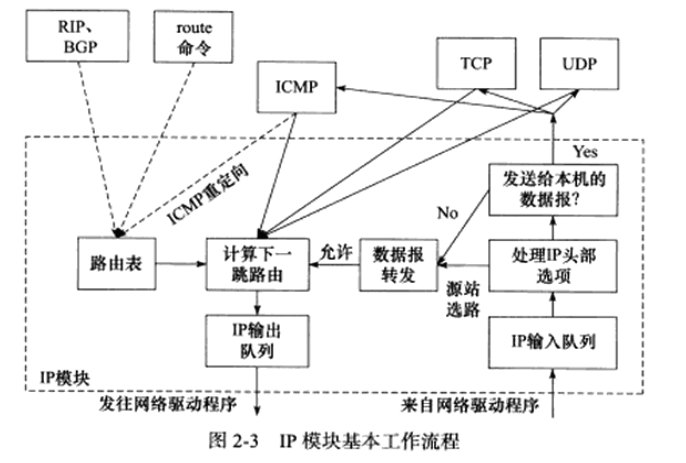 RIP、
BGP
route
命令
ICMP
TCP
UDP
Yes
发送给本机的
数据报?
No
ICMP重定向
路由表
计算下一
跳路由
允许
数据报
转发
处理IP头部
选项
源站
选路
IP输出
队列
IP输入队列
IP模块
发往网络驱动程序
来自网络驱动程序
图 2-3 IP 模块基本工作流程